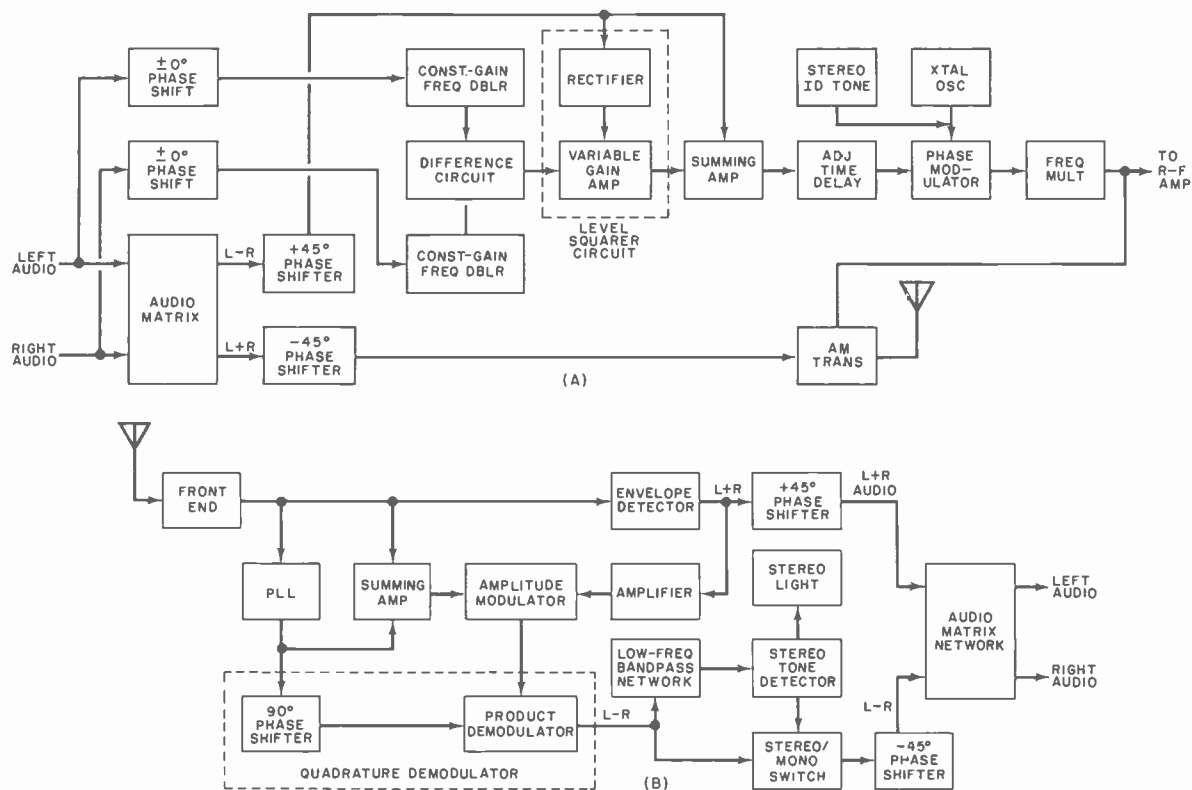 ± 0°
PHASE
SHIFT
CONST.-GAIN
FREQ DBLR
RECTIFIER
STEREO
ID TONE
XTAL
OSC
± 0°
PHASE
SHIFT
DIFFERENCE
CIRCUIT
VARIABLE
GAIN
AMP
SUMMING
AMP
ADJ
TIME
DELAY
PHASE
MOD-
ULATOR
FREQ
MULT
TO
R-F
AMP
LEVEL
SQUARER
CIRCUIT
LEFT
AUDIO
L-R
+45°
PHASE
SHIFTER
CONST-GAIN
FREQ DBLR
AUDIO
MATRIX
RIGHT
AUDIO
L+R
-45°
PHASE
SHIFTER
AM
TRANS
(A)
FRONT
END
ENVELOPE
DETECTOR
L+R
+45°
PHASE
SHIFTER
L+R
AUDIO
PLL
SUMMING
AMP
AMPLITUDE
MODULATOR
AMPLIFIER
STEREO
LIGHT
LEFT
AUDIO
AUDIO
MATRIX
NETWORK
LOW-FREQ
BANDPASS
NETWORK
STEREO
TONE
DETECTOR
RIGHT
AUDIO
90°
PHASE
SHIFTER
PRODUCT
DEMODULATOR
L-R
L-R
STEREO/
MONO
SWITCH
-45°
PHASE
SHIFTER
QUADRATURE DEMODULATOR
(B)